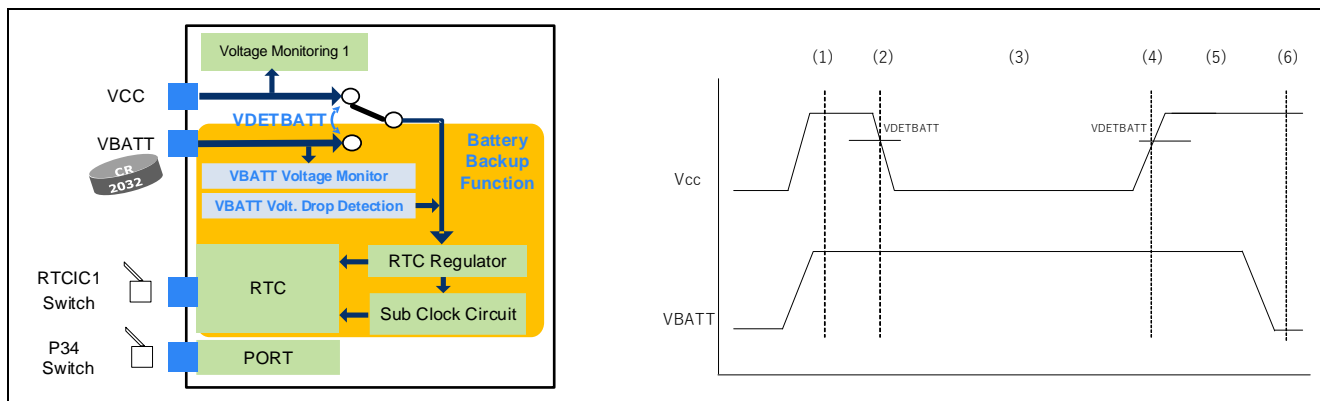 Voltage Monitoring 1
VCC
VDETBATT
VBATT
Battery
Backup
Function
CR
2032
VBATT Voltage Monitor
VBATT Volt. Drop Detection
RTC Regulator
RTC
RTCIC1
Switch
Sub Clock Circuit
P34
Switch
PORT
(1)
(2)
(3)
(4)
(5)
(6)
VDETBATT
VDETBATT
Vcc
VBATT